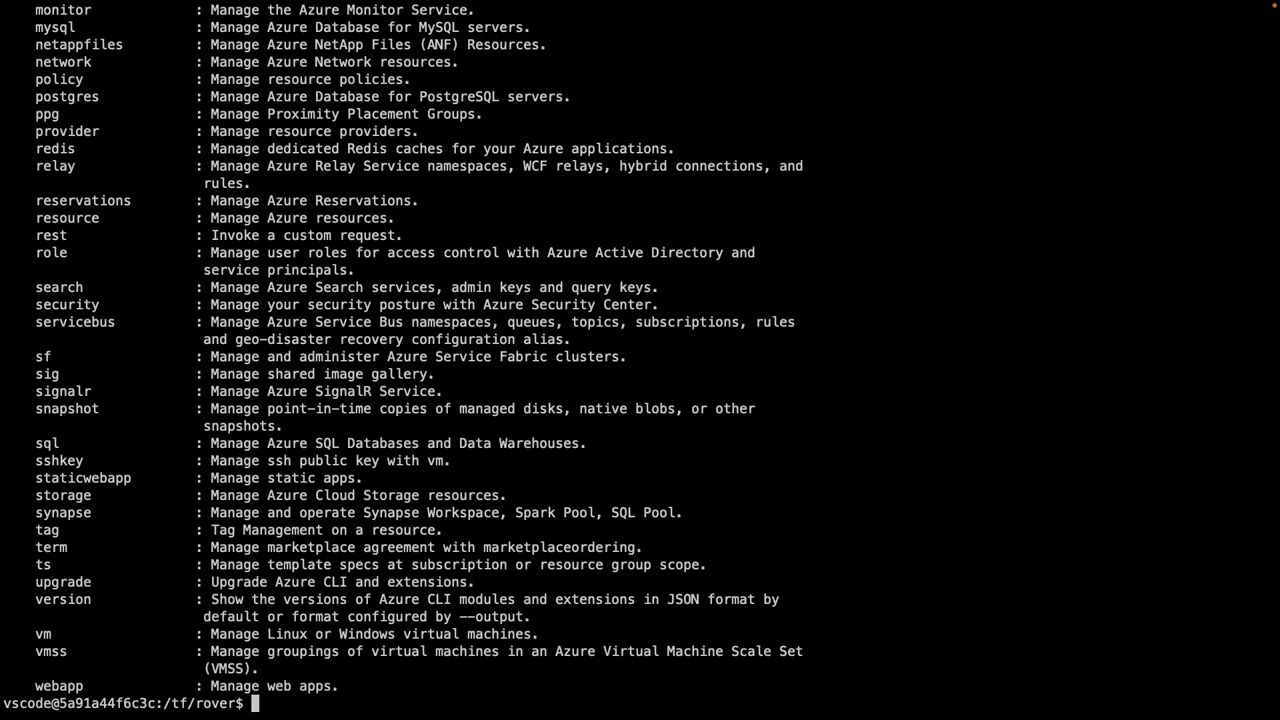 monitor : Manage the Azure Monitor Service.
mysql : Manage Azure Database for MySQL servers.
netappfiles : Manage Azure NetApp Files (ANF) Resources.
network : Manage Azure Network resources.
policy : Manage resource policies.
postgres : Manage Azure Database for PostgreSQL servers.
ppg : Manage Proximity Placement Groups.
provider : Manage resource providers.
redis : Manage dedicated Redis caches for your Azure applications.
relay : Manage Azure Relay Service namespaces, WCF relays, hybrid connections, and
rules.
reservations : Manage Azure Reservations.
resource : Manage Azure resources.
rest : Invoke a custom request.
role : Manage user roles for access control with Azure Active Directory and
service principals.
search : Manage Azure Search services, admin keys and query keys.
security : Manage your security posture with Azure Security Center.
servicebus : Manage Azure Service Bus namespaces, queues, topics, subscriptions, rules
and geo-disaster recovery configuration alias.
sf : Manage and administer Azure Service Fabric clusters.
sig : Manage shared image gallery.
signalr : Manage Azure SignalR Service.
snapshot : Manage point-in-time copies of managed disks, native blobs, or other
snapshots.
sql : Manage Azure SQL Databases and Data Warehouses.
sshkey : Manage ssh public key with vm.
staticwebapp : Manage static apps.
storage : Manage Azure Cloud Storage resources.
synapse : Manage and operate Synapse Workspace, Spark Pool, SQL Pool.
tag : Tag Management on a resource.
term : Manage marketplace agreement with marketplaceordering.
ts : Manage template specs at subscription or resource group scope.
upgrade : Upgrade Azure CLI and extensions.
version : Show the versions of Azure CLI modules and extensions in JSON format by
default or format configured by --output.
vm : Manage Linux or Windows virtual machines.
vmss : Manage groupings of virtual machines in an Azure Virtual Machine Scale Set
(VMSS).
webapp : Manage web apps.
vscode@5a91a44f6c3c:/tf/rover$